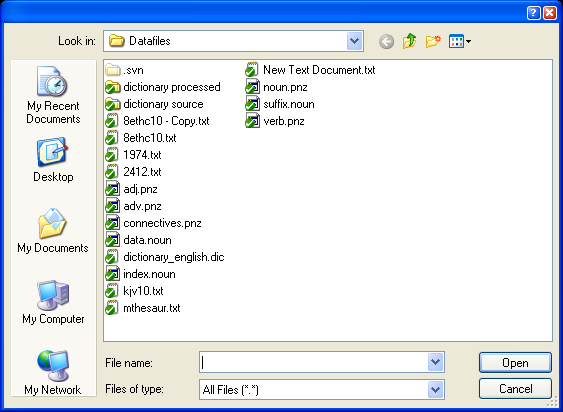 Look in: Datafiles
My Recent
Documents
Desktop
My Documents
My Computer
My Network
.svn
dictionary processed
dictionary source
8ethc10 - Copy.txt
8ethc10.txt
1974.txt
2412.txt
adj.pnz
adv.pnz
connectives.pnz
data.noun
dictionary_english.dic
index.noun
kjv10.txt
mthesaur.txt
New Text Document.txt
noun.pnz
suffix.noun
verb.pnz
File name:
Open
Files of type: All Files (*.*)
Cancel